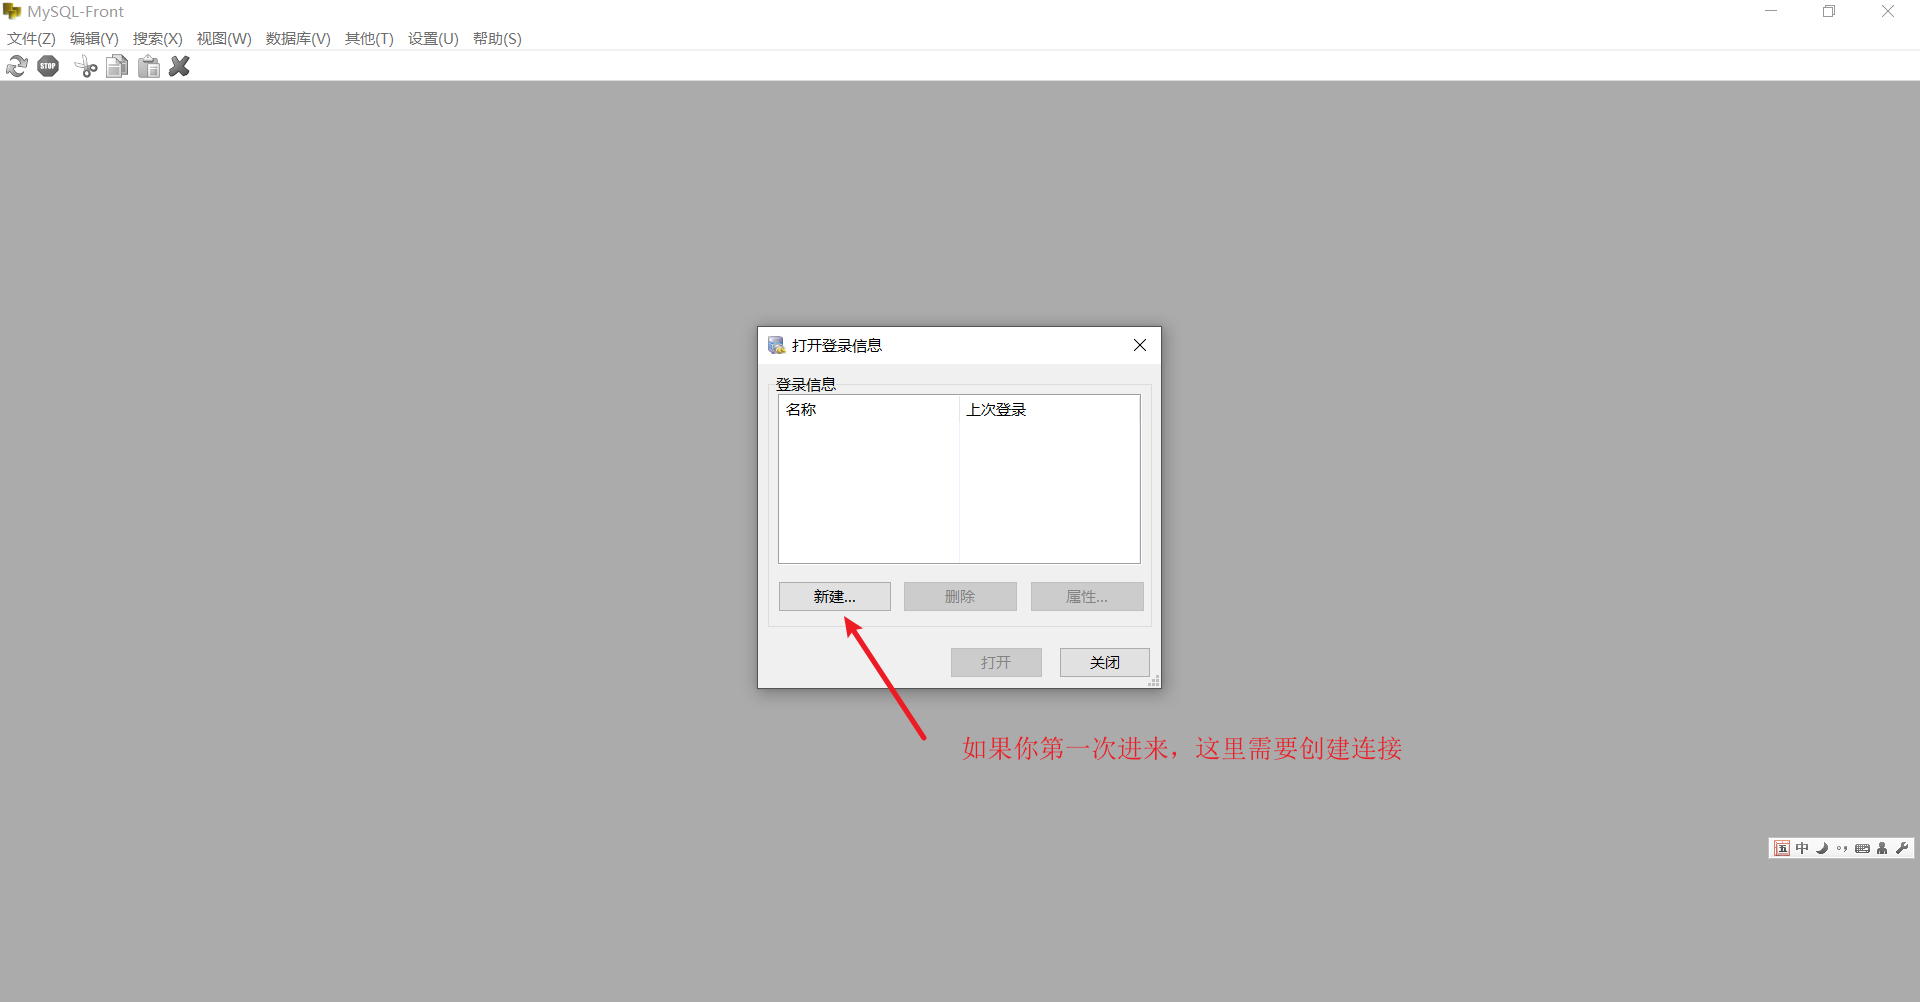 MySQL-Front
文件(Z) 编辑(Y) 搜索(X) 视图(W) 数据库(V) 其他(T) 设置(U) 帮助(S)
STOP
打开登录信息
登录信息
名称 上次登录
新建... 删除 属性...
打开 关闭
如果你第一次进来，这里需要创建连接
五 中